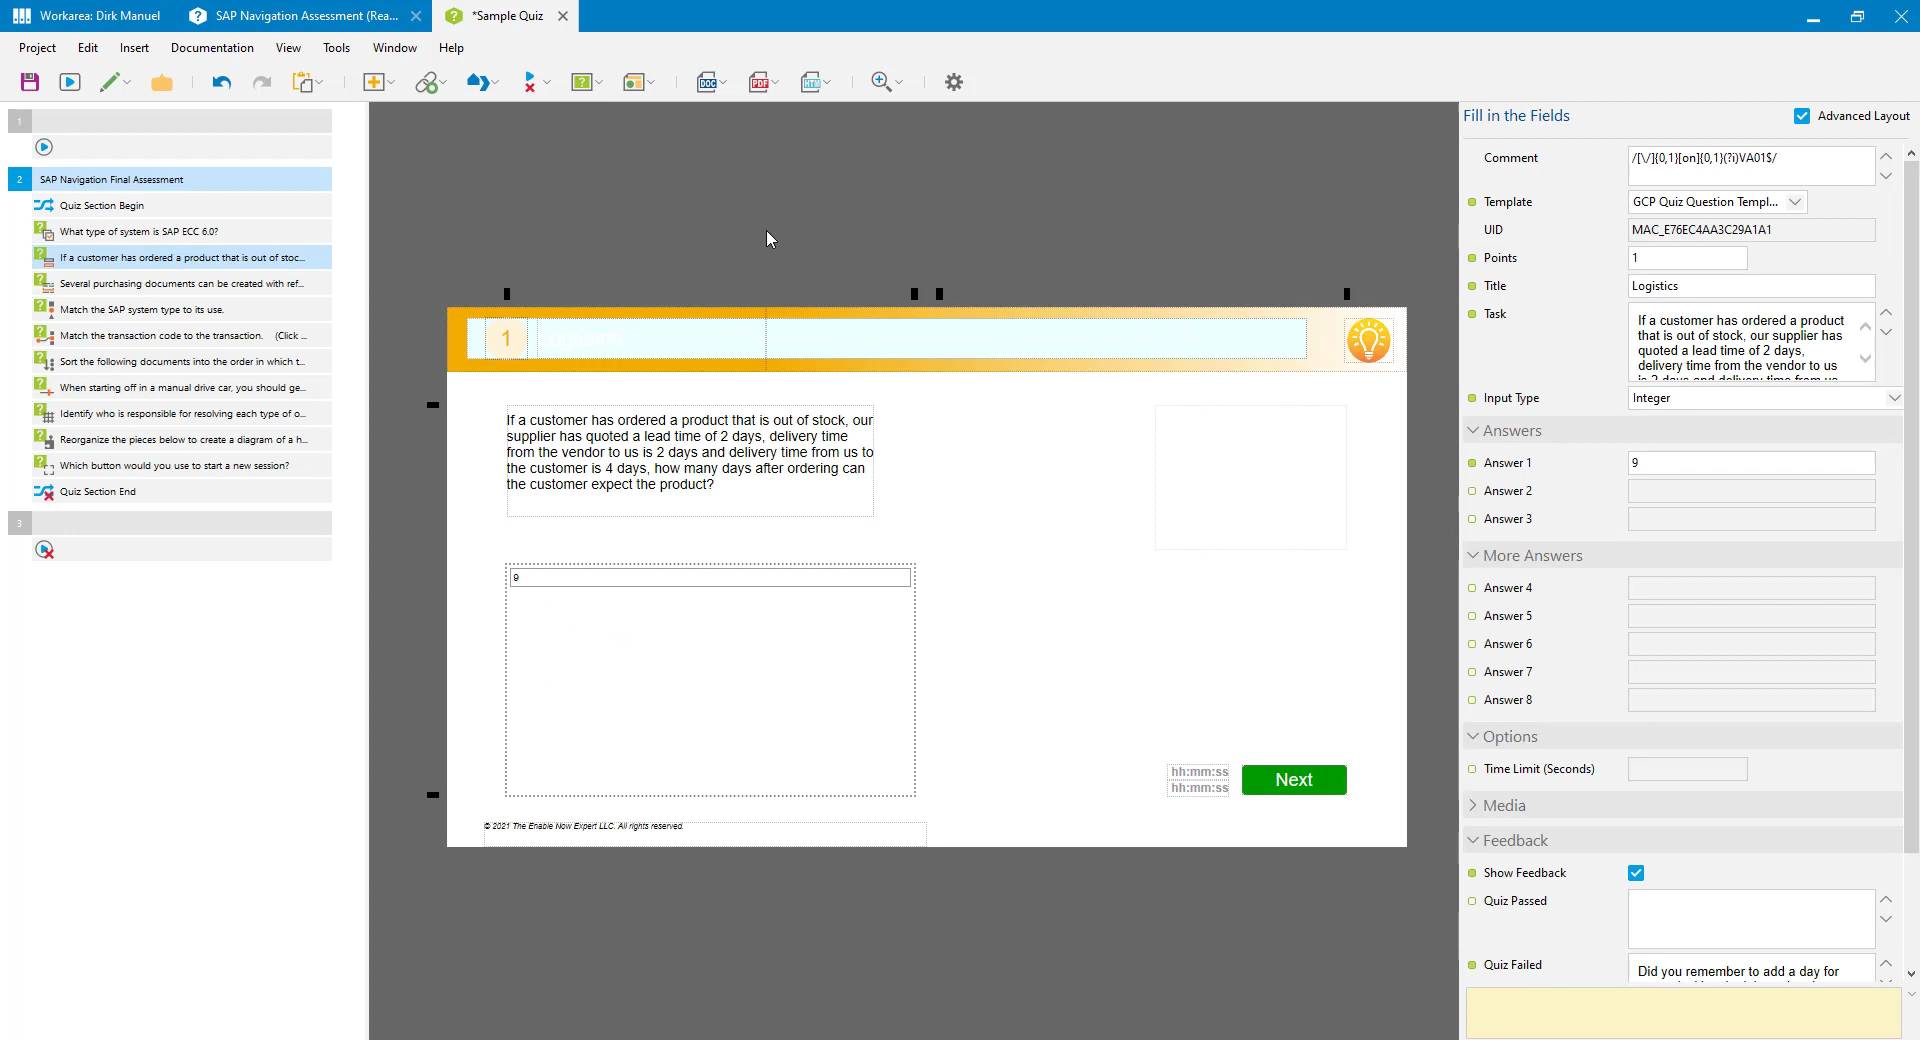 Workarea: Dirk Manuel
SAP Navigation Assessment (Rea...
*Sample Quiz
Project Edit Insert Documentation View Tools Window Help
DOC PDF HTM
1
2 SAP Navigation Final Assessment
Quiz Section Begin
What type of system is SAP ECC 6.0?
If a customer has ordered a product that is out of stoc...
Several purchasing documents can be created with ref...
Match the SAP system type to its use.
Match the transaction code to the transaction. (Click ...
Sort the following documents into the order in which t...
When starting off in a manual drive car, you should ge...
Identify who is responsible for resolving each type of o...
Reorganize the pieces below to create a diagram of a h...
Which button would you use to start a new session?
Quiz Section End
3
1
If a customer has ordered a product that is out of stock, our
supplier has quoted a lead time of 2 days, delivery time
from the vendor to us is 2 days and delivery time from us to
the customer is 4 days, how many days after ordering can
the customer expect the product?
9
hh:mm:ss
hh:mm:ss
Next
© 2021 The Enable Now Expert LLC. All rights reserved.
Fill in the Fields
Advanced Layout
Comment /[\/]{0,1}[on]{0,1}(?i)VA01$/
Template GCP Quiz Question Templ...
UID MAC_E76EC4AA3C29A1A1
Points 1
Title Logistics
Task
If a customer has ordered a product
that is out of stock, our supplier has
quoted a lead time of 2 days,
delivery time from the vendor to us
is 2 days and delivery time from us
Input Type Integer
Answers
Answer 1 9
Answer 2
Answer 3
More Answers
Answer 4
Answer 5
Answer 6
Answer 7
Answer 8
Options
Time Limit (Seconds)
Media
Feedback
Show Feedback
Quiz Passed
Quiz Failed Did you remember to add a day for